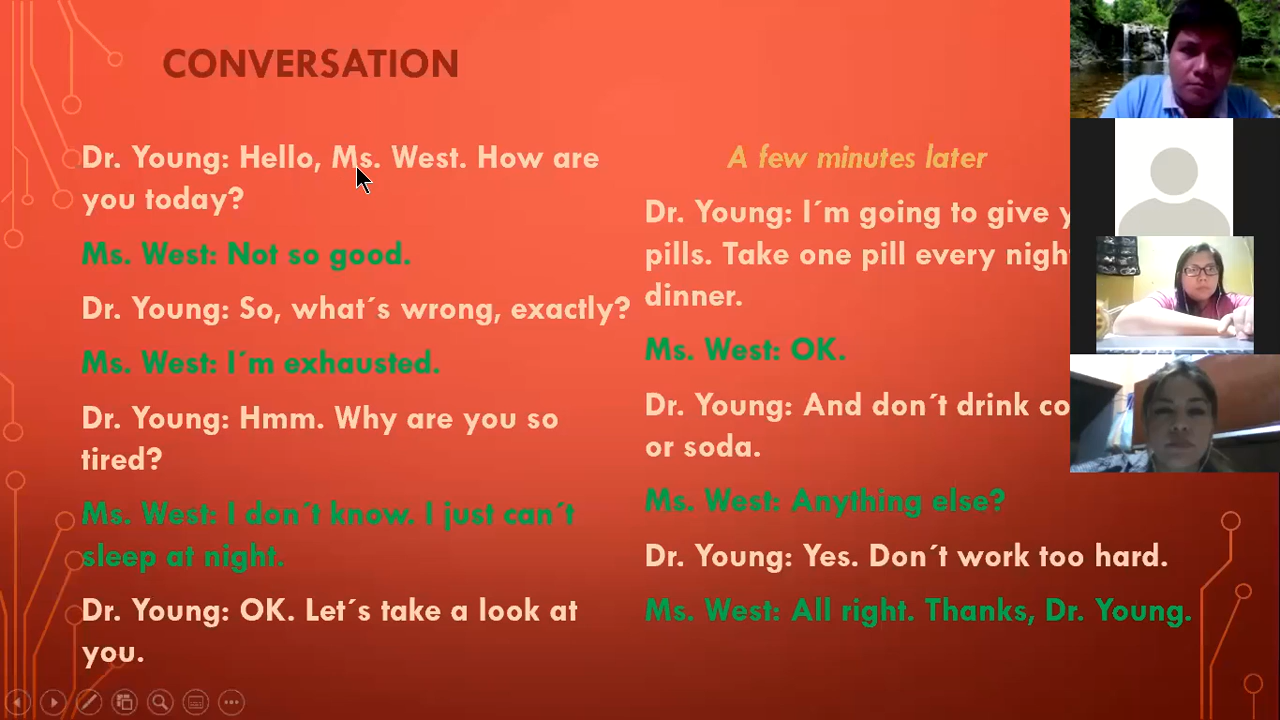 CONVERSATION
Dr. Young: Hello, Ms. West. How are
you today?
Ms. West: Not so good.
Dr. Young: So, what´s wrong, exactly?
Ms. West: I´m exhausted.
Dr. Young: Hmm. Why are you so
tired?
Ms. West: I don´t know. I just can´t
sleep at night.
Dr. Young: OK. Let´s take a look at
you.
A few minutes later
Dr. Young: I´m going to give
pills. Take one pill every
dinner.
Ms. West: OK.
Dr. Young: And don´t drink
or soda.
Ms. West: Anything else?
Dr. Young: Yes. Don´t work too hard.
Ms. West: All right. Thanks, Dr. Young.